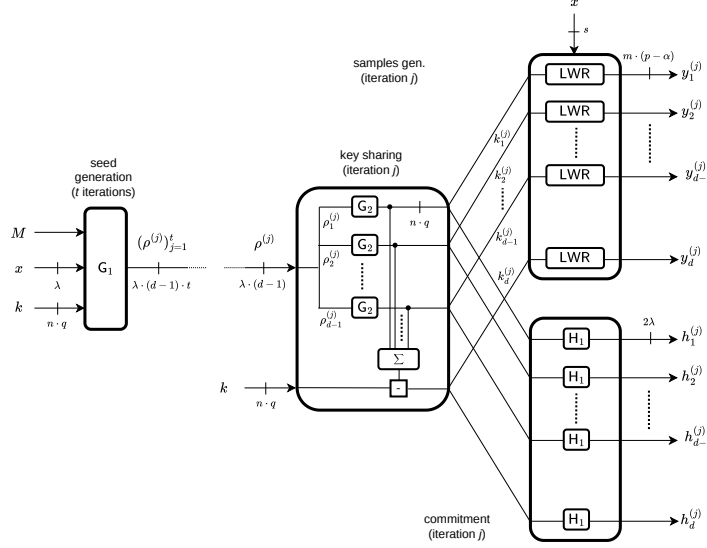 x
s
samples gen.
(iteration j)
m · (p − α)
LWR
y_1^{(j)}
LWR
y_2^{(j)}
k_1^{(j)}
k_2^{(j)}
LWR
y_{d-
k_{d−1}^{(j)}
k_d^{(j)}
LWR
y_d^{(j)}
seed
generation
(t iterations)
key sharing
(iteration j)
M
x
λ
k
n · q
G_1
(ρ^{(j)})_{j=1}^t
λ · (d − 1) · t
ρ^{(j)}
λ · (d − 1)
ρ_1^{(j)}
G_2
n · q
ρ_2^{(j)}
G_2
ρ_{d−1}^{(j)}
G_2
Σ
k
n · q
-
H_1
2λ
h_1^{(j)}
H_1
h_2^{(j)}
H_1
h_{d-}^{(j)}
H_1
h_d^{(j)}
commitment
(iteration j)